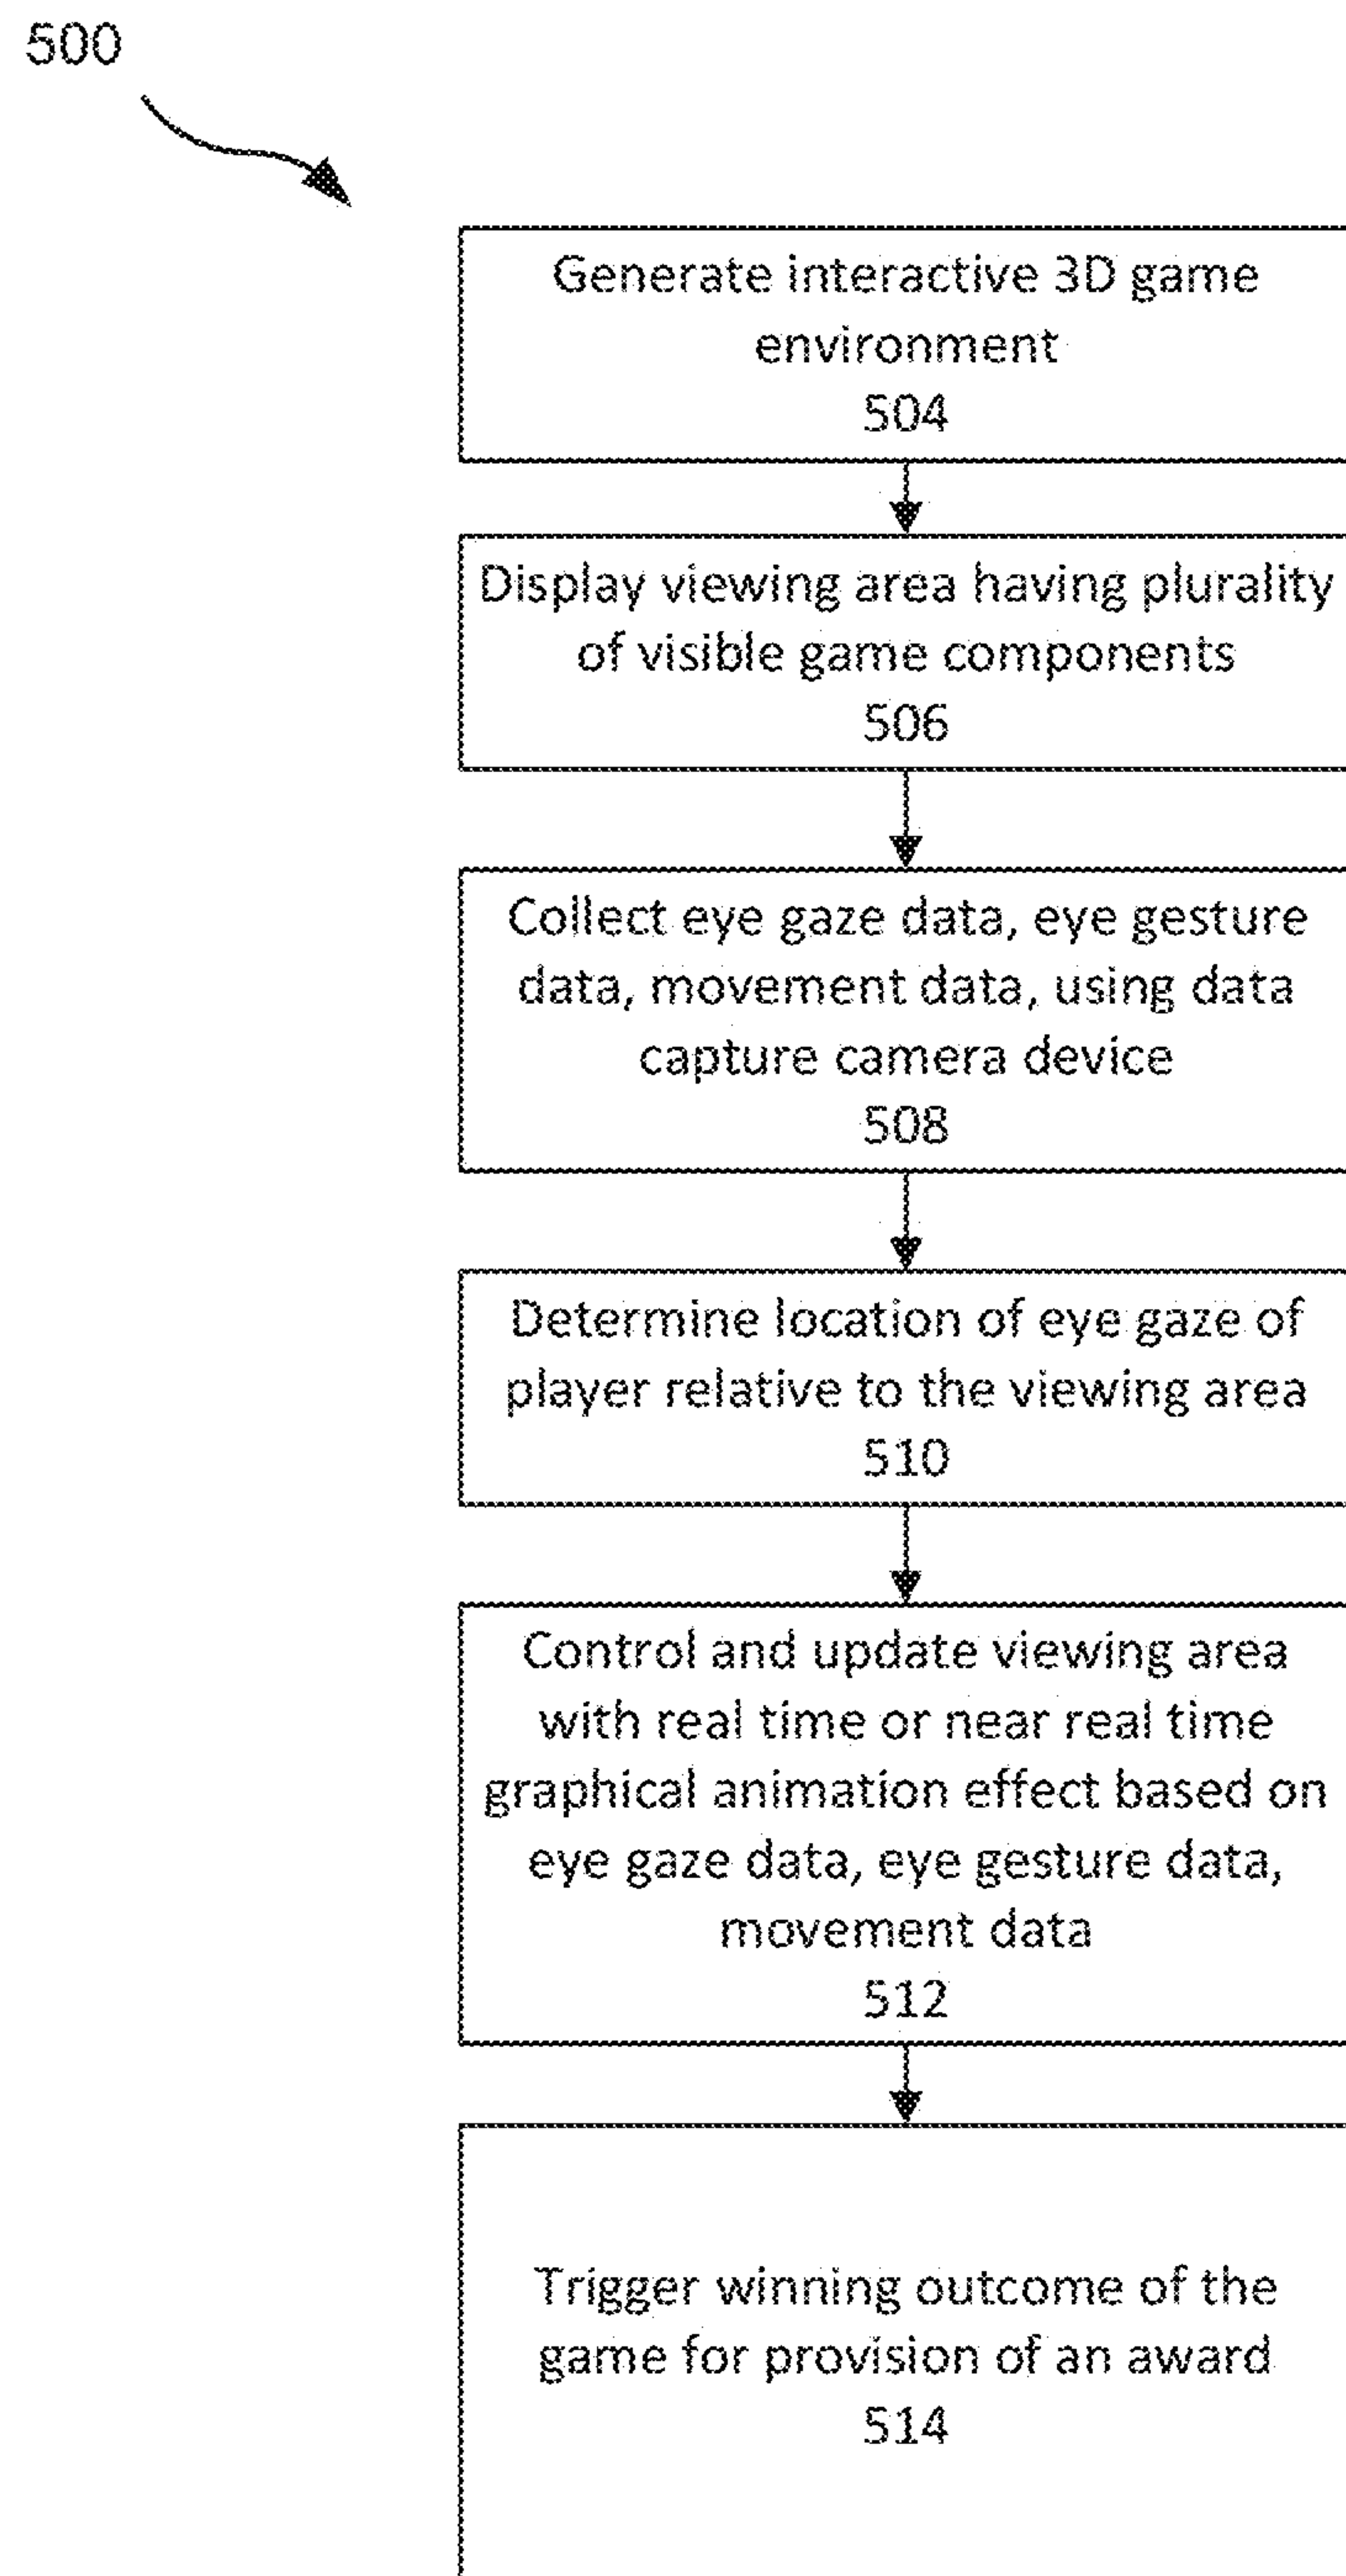 500
Generate interactive 3D game
environment
504
Display viewing area having plurality
of visible game components
506
Collect eye gaze data, eye gesture
data, movement data, using data
capture camera device
508
Determine location of eye gaze of
player relative to the viewing area
510
Control and update viewing area
with real time or near real time
graphical animation effect based on
eye gaze data, eye gesture data,
movement data
512
Trigger winning outcome of the
game for provision of an award
514